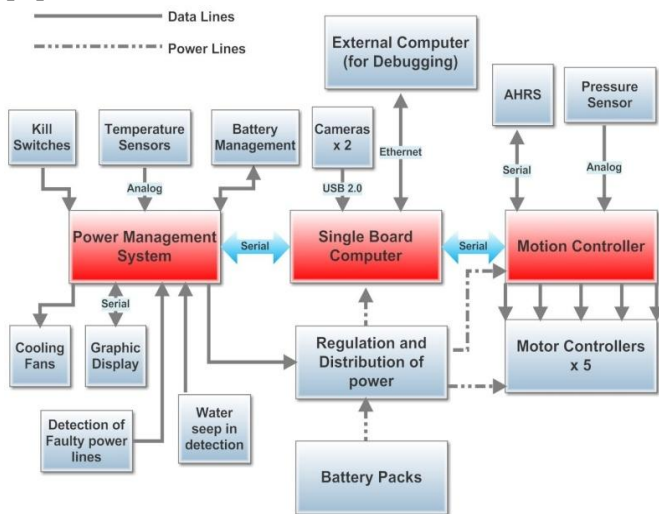 Data Lines
Power Lines
External Computer
(for Debugging)
AHRS
Pressure
Sensor
Kill
Switches
Temperature
Sensors
Battery
Management
Cameras
x 2
Ethernet
Serial
Analog
Analog
USB 2.0
Power Management
System
Serial
Single Board
Computer
Serial
Motion Controller
Serial
Cooling
Fans
Graphic
Display
Regulation and
Distribution of
power
Motor Controllers
x 5
Detection of
Faulty power
lines
Water
seep in
detection
Battery Packs